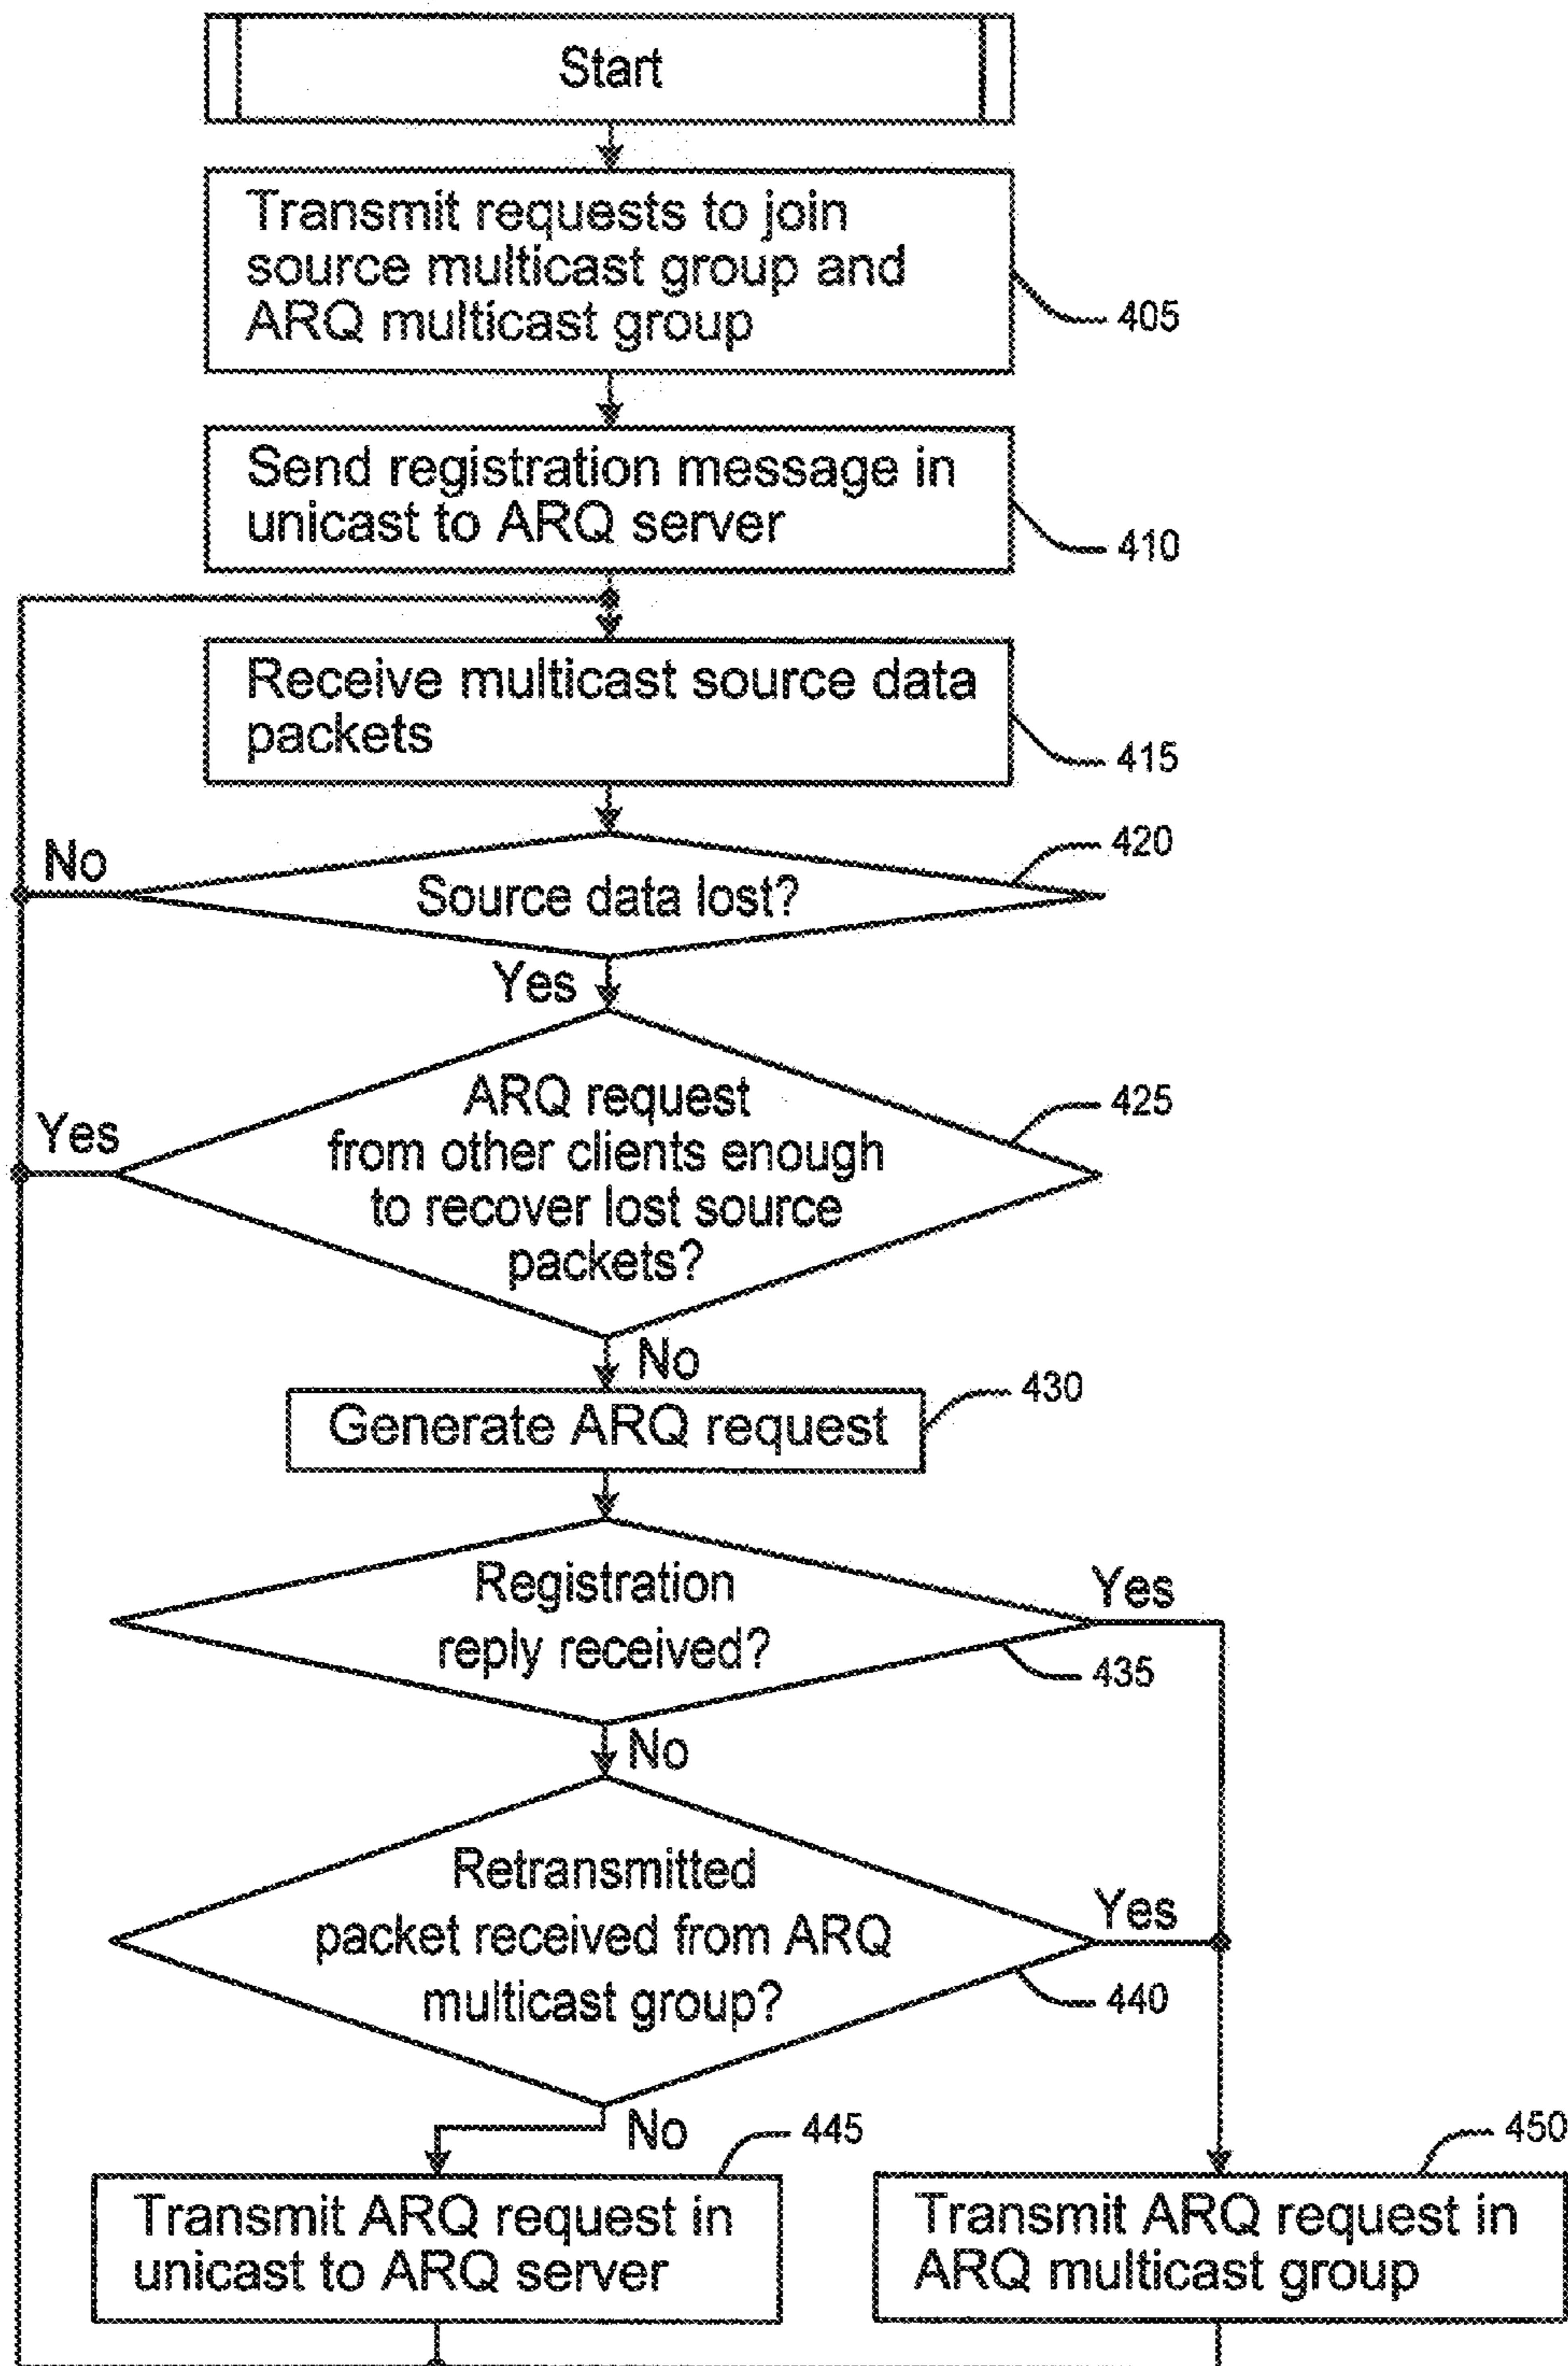 Start
Transmit requests to join
source multicast group and
ARQ multicast group
405
Send registration message in
unicast to ARQ server
410
Receive multicast source data
packets
415
420
No
Source data lost?
Yes
ARQ request
from other clients enough
to recover lost source
packets?
425
Yes
No
430
Generate ARQ request
Registration
reply received?
Yes
435
No
Retransmitted
packet received from ARQ
multicast group?
Yes
440
No
445
450
Transmit ARQ request in
unicast to ARQ server
Transmit ARQ request in
ARQ multicast group